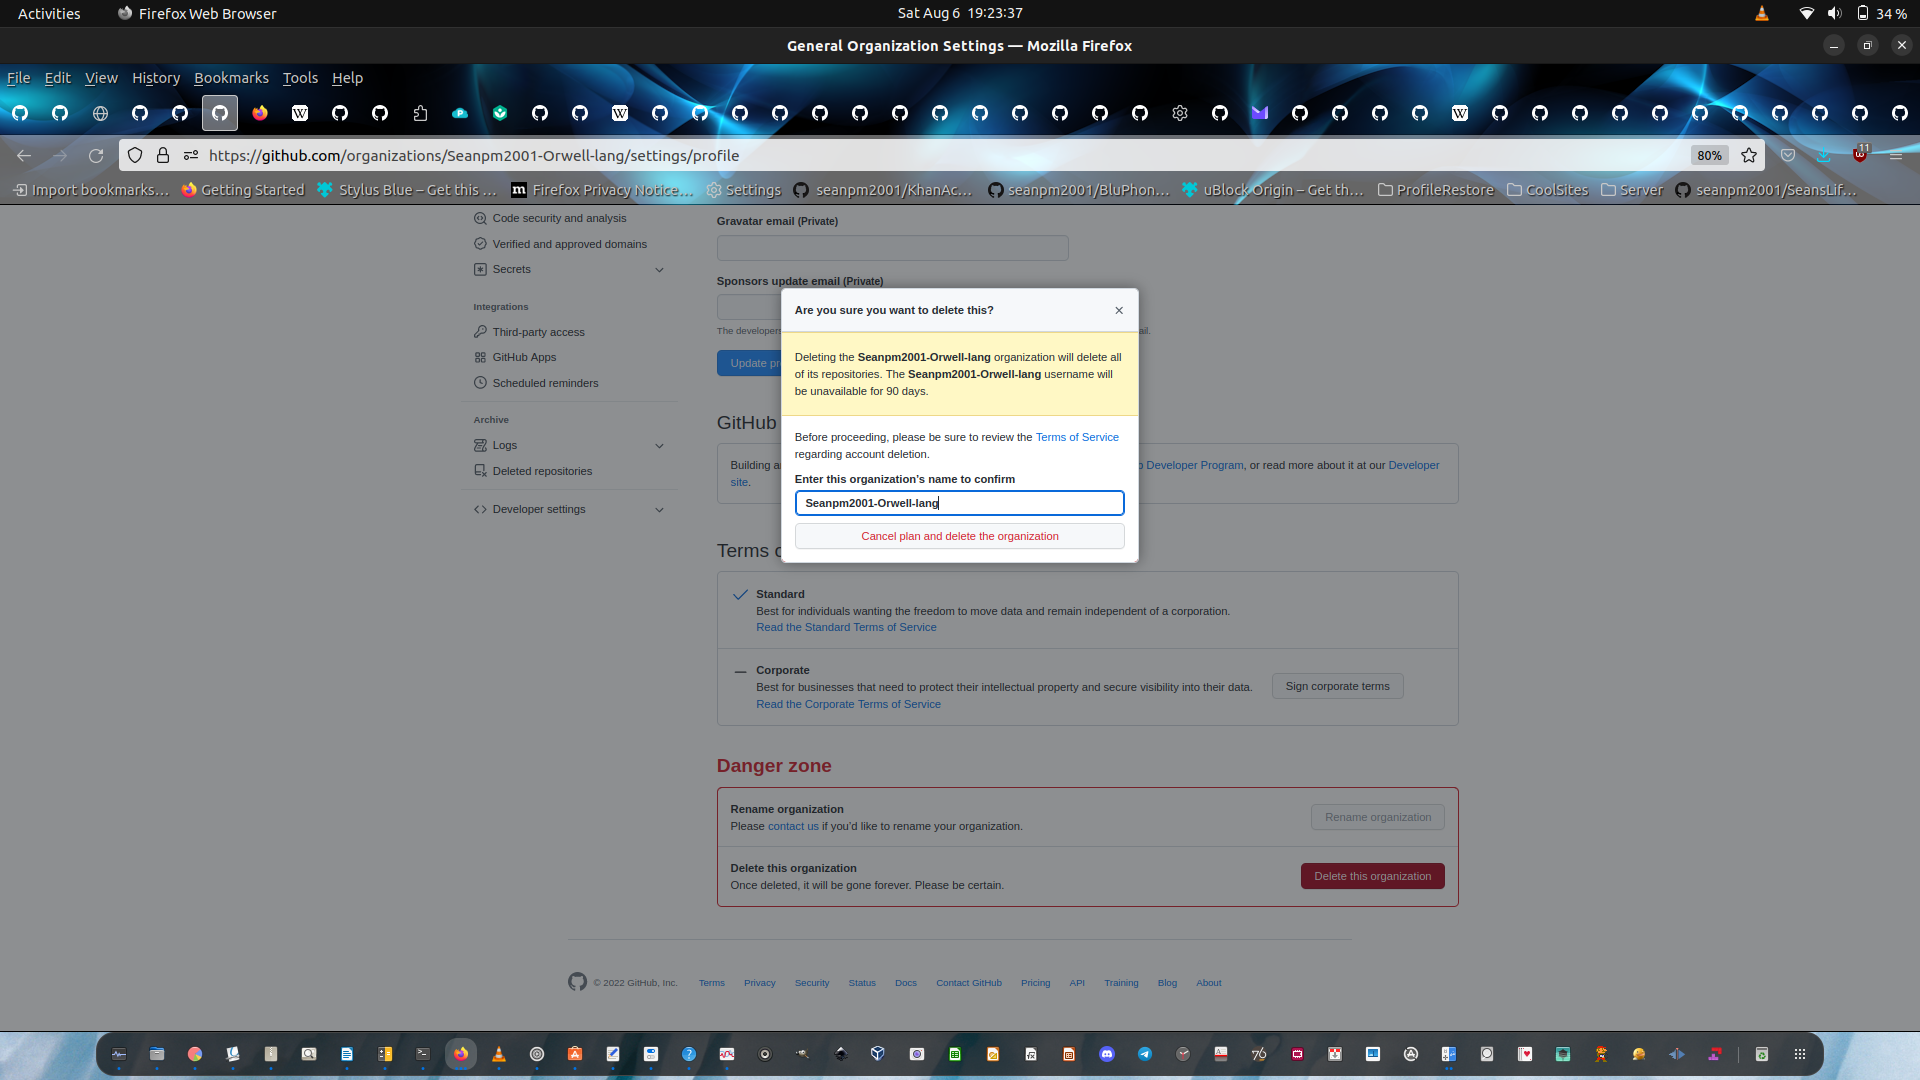 Activities
Firefox Web Browser
Sat Aug 6 19:23:37
34 %
General Organization Settings — Mozilla Firefox
File Edit View History Bookmarks Tools Help
https://github.com/organizations/Seanpm2001-Orwell-lang/settings/profile
80%
11
Import bookmarks...
Getting Started
Stylus Blue – Get this ...
Firefox Privacy Notice...
Settings
seanpm2001/KhanAc...
seanpm2001/BluPhon...
uBlock Origin – Get th...
ProfileRestore
CoolSites
Server
seanpm2001/SeansLif...
Code security and analysis
Verified and approved domains
Secrets
Integrations
Third-party access
GitHub Apps
Scheduled reminders
Archive
Logs
Deleted repositories
Developer settings
Gravatar email (Private)
Sponsors update email (Private)
The developer
ail.
Update pr
Are you sure you want to delete this?
Deleting the Seanpm2001-Orwell-lang organization will delete all
of its repositories. The Seanpm2001-Orwell-lang username will
be unavailable for 90 days.
Before proceeding, please be sure to review the Terms of Service
regarding account deletion.
Enter this organization's name to confirm
Seanpm2001-Orwell-lang
Cancel plan and delete the organization
GitHub
Building a
Developer Program, or read more about it at our Developer
site.
Terms
Standard
Best for individuals wanting the freedom to move data and remain independent of a corporation.
Read the Standard Terms of Service
Corporate
Best for businesses that need to protect their intellectual property and secure visibility into their data.
Read the Corporate Terms of Service
Sign corporate terms
Danger zone
Rename organization
Please contact us if you'd like to rename your organization.
Rename organization
Delete this organization
Once deleted, it will be gone forever. Please be certain.
Delete this organization
© 2022 GitHub, Inc.
Terms
Privacy
Security
Status
Docs
Contact GitHub
Pricing
API
Training
Blog
About